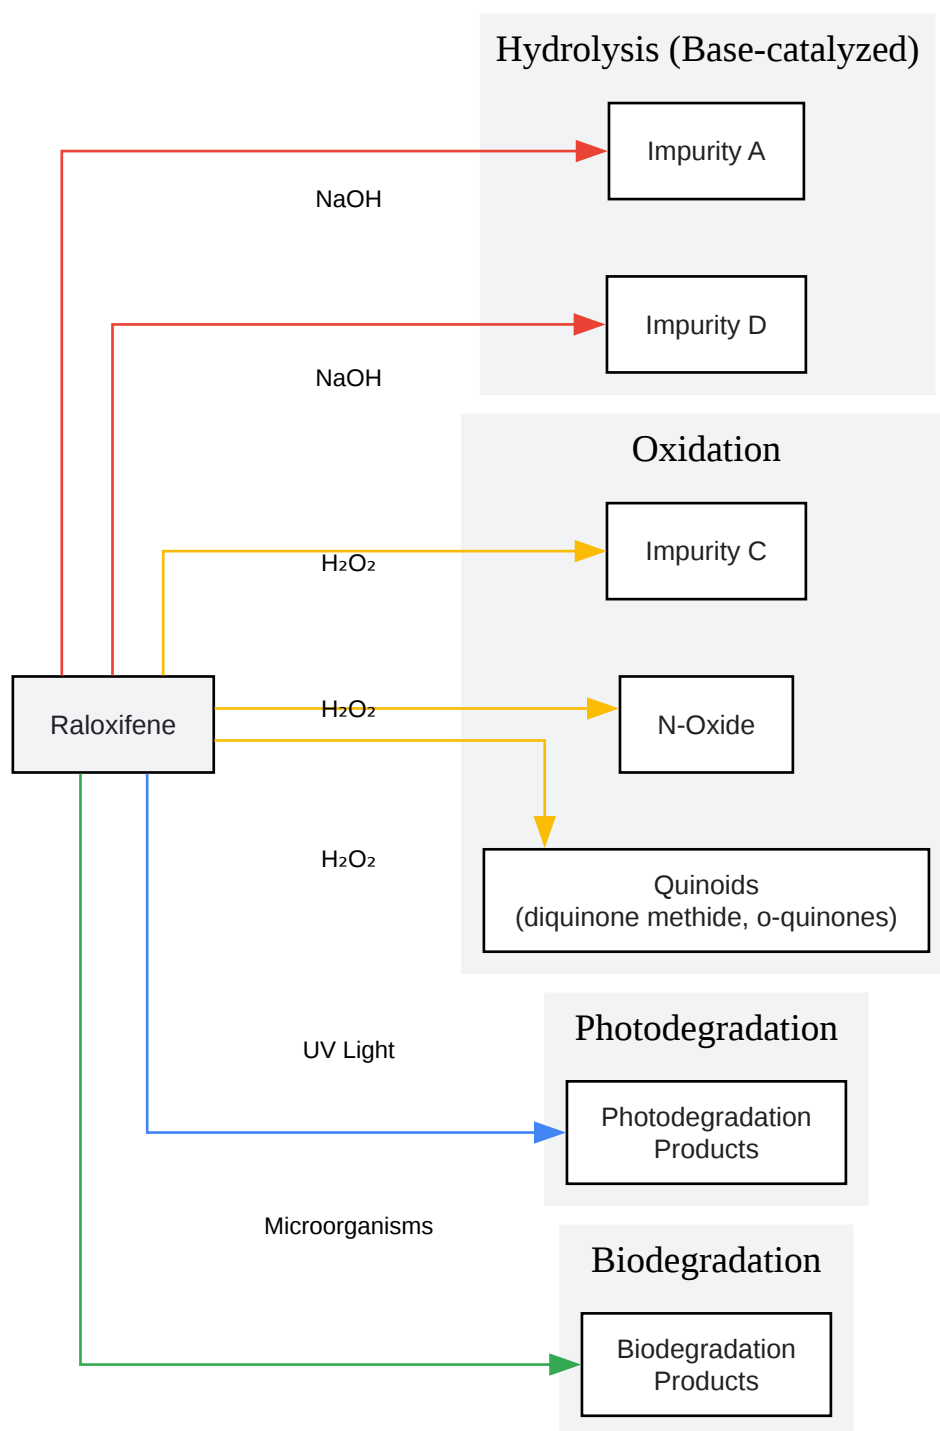 Hydrolysis (Base-catalyzed)
Impurity A
NaOH
Impurity D
NaOH
Oxidation
Impurity C
H₂O₂
Raloxifene
H₂O₂
N-Oxide
H₂O₂
Quinoids
(diquinone methide, o-quinones)
Photodegradation
UV Light
Photodegradation
Products
Microorganisms
Biodegradation
Biodegradation
Products